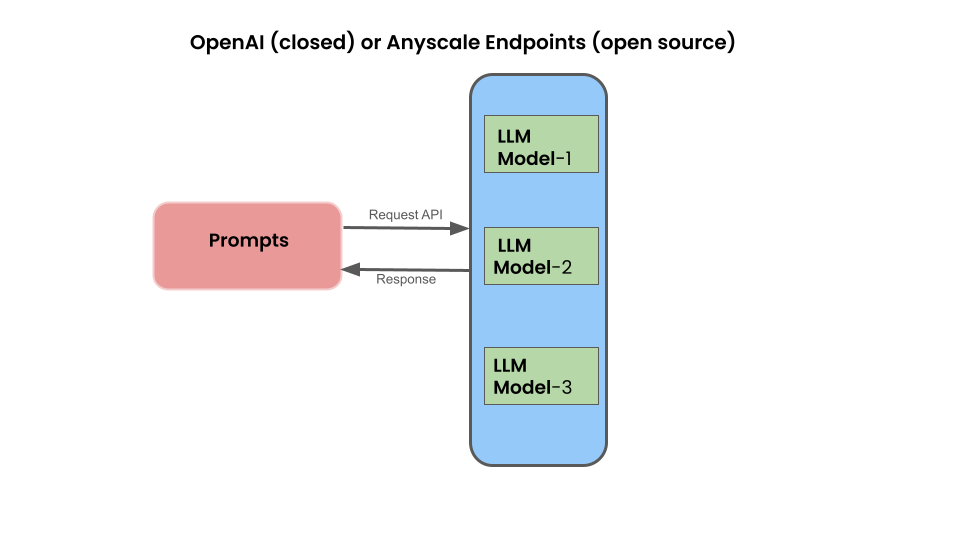 OpenAI (closed) or Anyscale Endpoints (open source)
LLM
Model-1
Request API
Prompts
LLM
Model-2
Response
LLM
Model-3